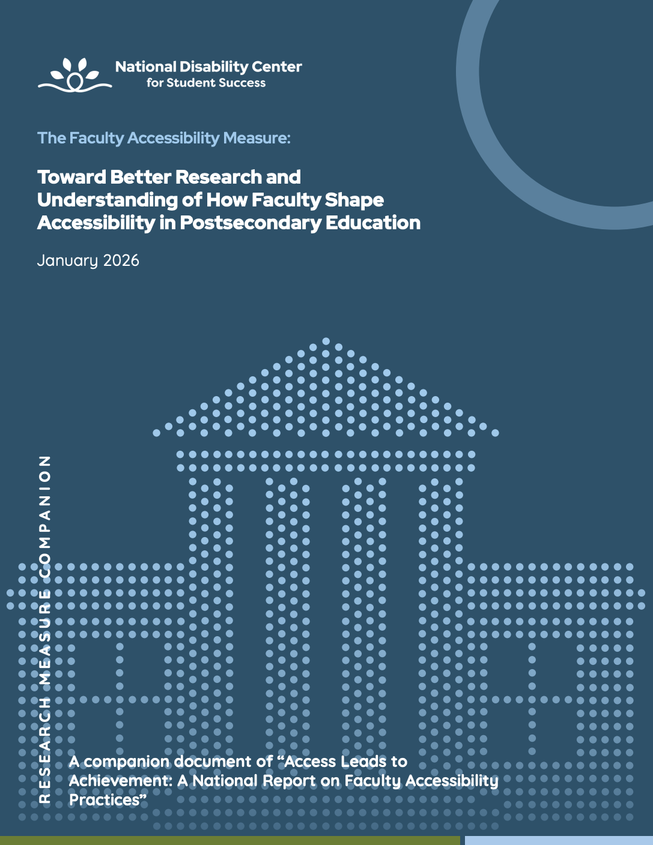 National Disability Center
for Student Success
The Faculty Accessibility Measure:
Toward Better Research and
Understanding of How Faculty Shape
Accessibility in Postsecondary Education
January 2026
RESEARCH MEASURE COMPANION
A companion document of “Access Leads to
Achievement: A National Report on Faculty Accessibility
Practices”